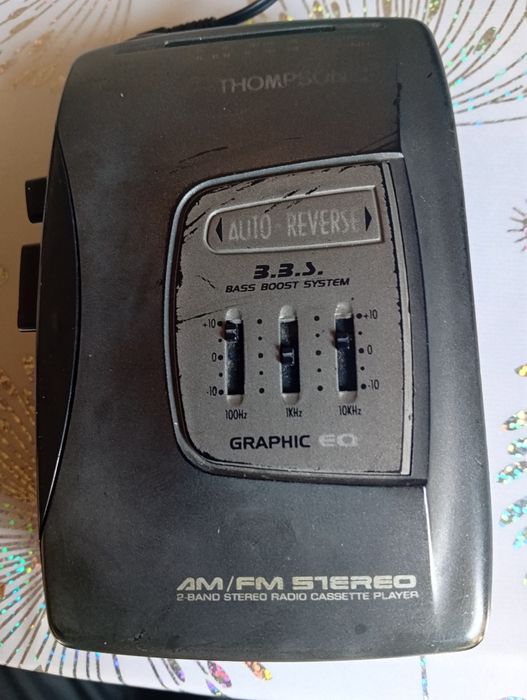 THOMPSON
AUTO - REVERSE
B.B.S.
BASS BOOST SYSTEM
+10 +10
0 0
-10 -10
100Hz 1KHz 10KHz
GRAPHIC EQ
AM/FM STEREO
2-BAND STEREO RADIO CASSETTE PLAYER